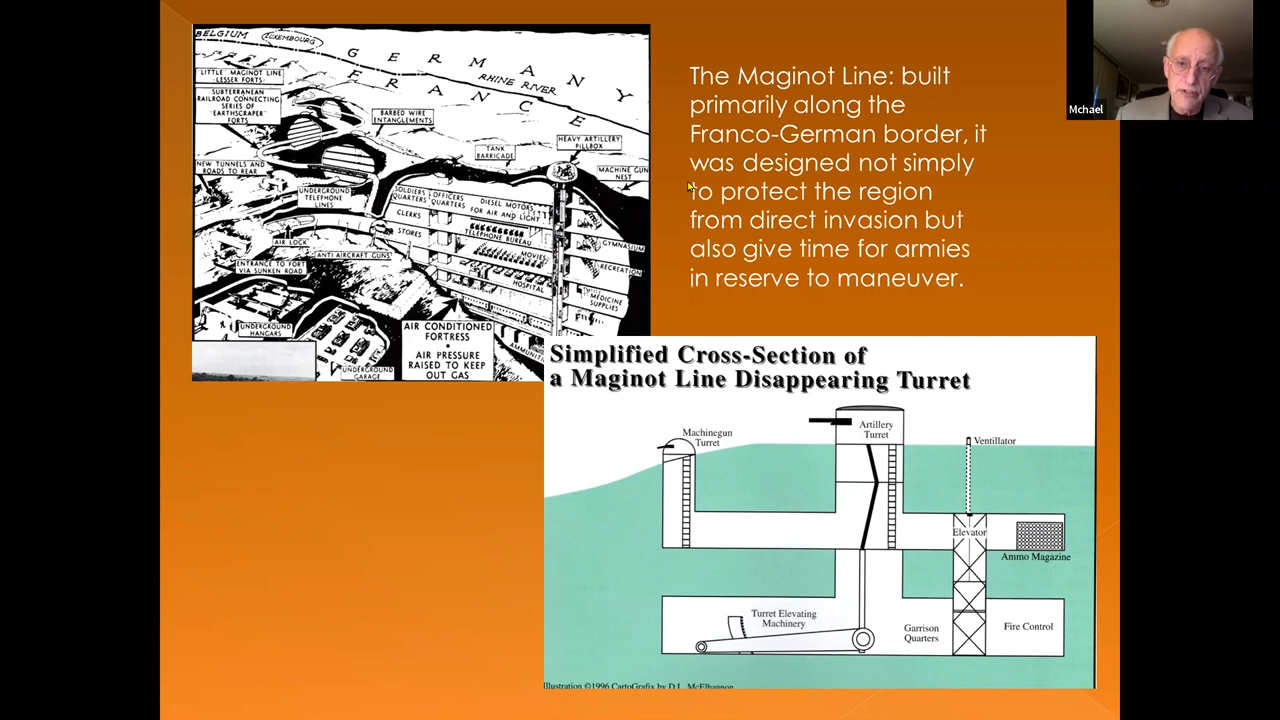 BELGIUM
LUXEMBOURG
GERMANY
RHINE RIVER
FRANCE
LITTLE MAGINOT LINE
LESSER FORTS
SUBTERRANEAN
RAILROAD CONNECTING
SERIES OF
"EARTHSCRAPER"
FORTS
BARBED WIRE
ENTANGLEMENTS
HEAVY ARTILLERY
PILLBOX
TANK
BARRICADE
MACHINE GUN
NEST
NEW TUNNELS AND
ROADS TO REAR
UNDERGROUND
TELEPHONE
LINES
SOLDIERS
QUARTERS
OFFICERS
QUARTERS
DIESEL MOTORS
FOR AIR AND LIGHT
CLERKS
STORES
TELEPHONE BUREAU
GYMNASIUM
MOVIES
RECREATION
HOSPITAL
MEDICINE
SUPPLIES
AIR LOCK
ANTI AIRCRAFT GUNS
ENTRANCE TO FORT
VIA SUNKEN ROAD
UNDERGROUND
HANGARS
UNDERGROUND
GARAGE
AIR CONDITIONED
FORTRESS
•
AIR PRESSURE
RAISED TO KEEP
OUT GAS
AMMUNIT
The Maginot Line: built
primarily along the
Franco-German border, it
was designed not simply
to protect the region
from direct invasion but
also give time for armies
in reserve to maneuver.
Mchael
Simplified Cross-Section of
a Maginot Line Disappearing Turret
Machinegun
Turret
Artillery
Turret
Ventillator
Elevator
Ammo Magazine
Turret Elevating
Machinery
Garrison
Quarters
Fire Control
Illustration ©1996 CartoGrafix by D.L. McElhannon